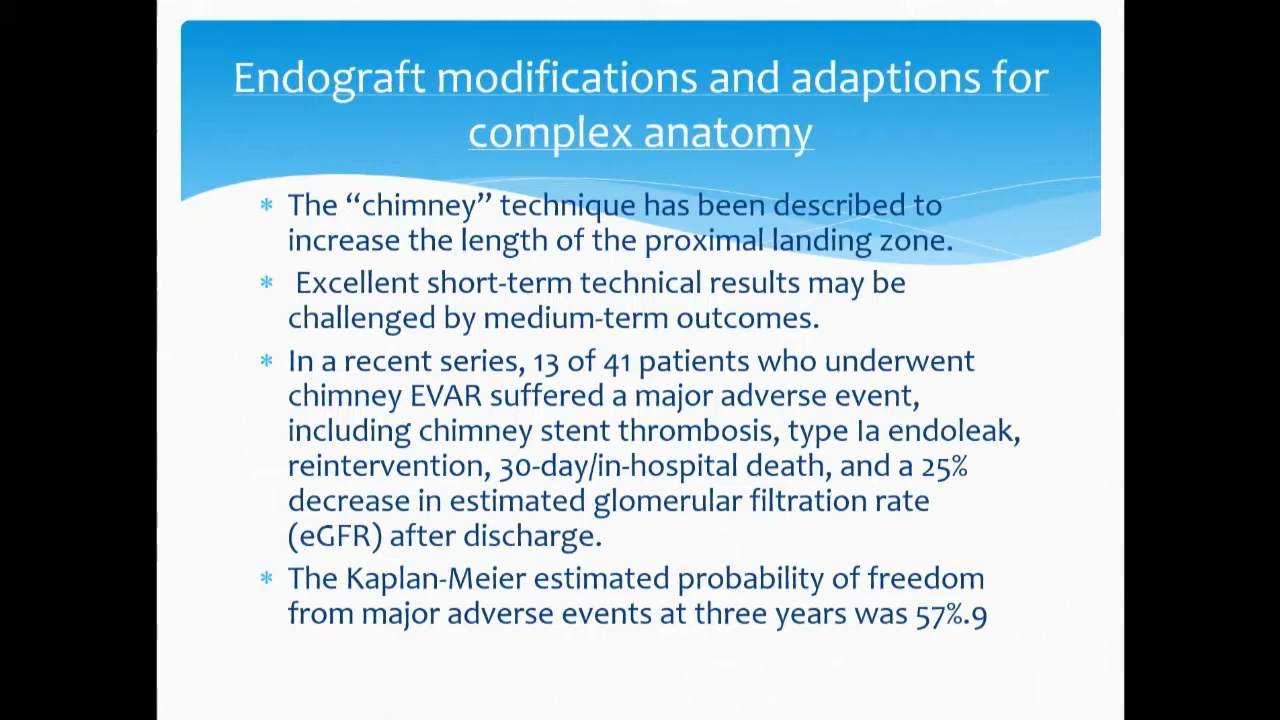 Endograft modifications and adaptions for
complex anatomy
* The “chimney” technique has been described to
increase the length of the proximal landing zone.
* Excellent short-term technical results may be
challenged by medium-term outcomes.
* In a recent series, 13 of 41 patients who underwent
chimney EVAR suffered a major adverse event,
including chimney stent thrombosis, type Ia endoleak,
reintervention, 30-day/in-hospital death, and a 25%
decrease in estimated glomerular filtration rate
(eGFR) after discharge.
* The Kaplan-Meier estimated probability of freedom
from major adverse events at three years was 57%.9